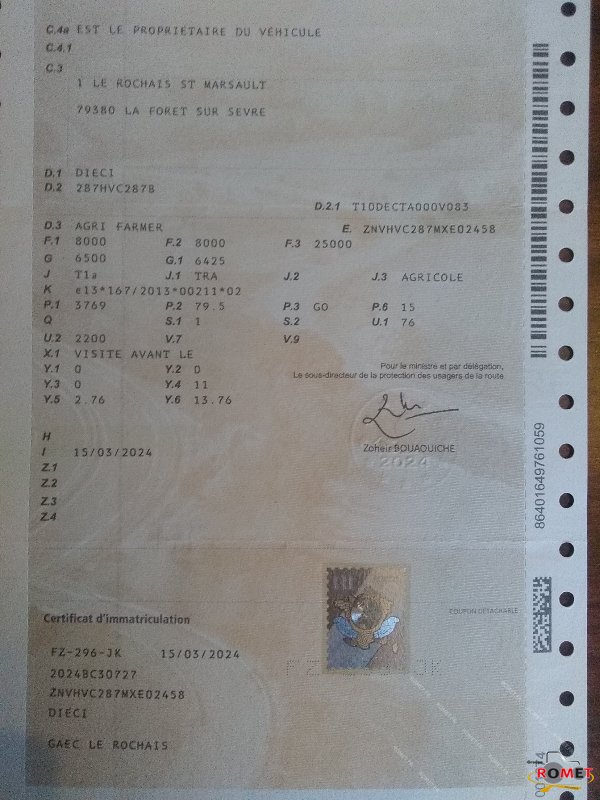 C.4a EST LE PROPRIETAIRE DU VÉHICULE
C.4.1
C.3
1 LE ROCHAIS ST MARSAULT
79380 LA FORET SUR SEVRE
D.1 DIECI
D.2 287HVC287B
D.2.1 T10DECTA000V083
D.3 AGRI FARMER
E. ZNVHVC287MXE02458
F.1 8000 F.2 8000 F.3 25000
G 6500 G.1 6425
J T1a J.1 TRA J.2 J.3 AGRICOLE
K e13*167/2013*00211*02
P.1 3769 P.2 79.5 P.3 GO P.6 15
Q S.1 1 S.2 U.1 76
U.2 2200 V.7 V.9
X.1 VISITE AVANT LE
Y.1 0 Y.2 0
Y.3 0 Y.4 11
Y.5 2.76 Y.6 13.76
Pour le ministre et par délégation,
Le sous-directeur de la protection des usagers de la route
Zoheir BOUAOUICHE
2024
H
I 15/03/2024
Z.1
Z.2
Z.3
Z.4
86401649761059
Certificat d'immatriculation
COUPON DÉTACHABLE
FZ-296-JK 15/03/2024
2024BC30727
ZNVHVC287MXE02458
DIECI
GAEC LE ROCHAIS
ROMET